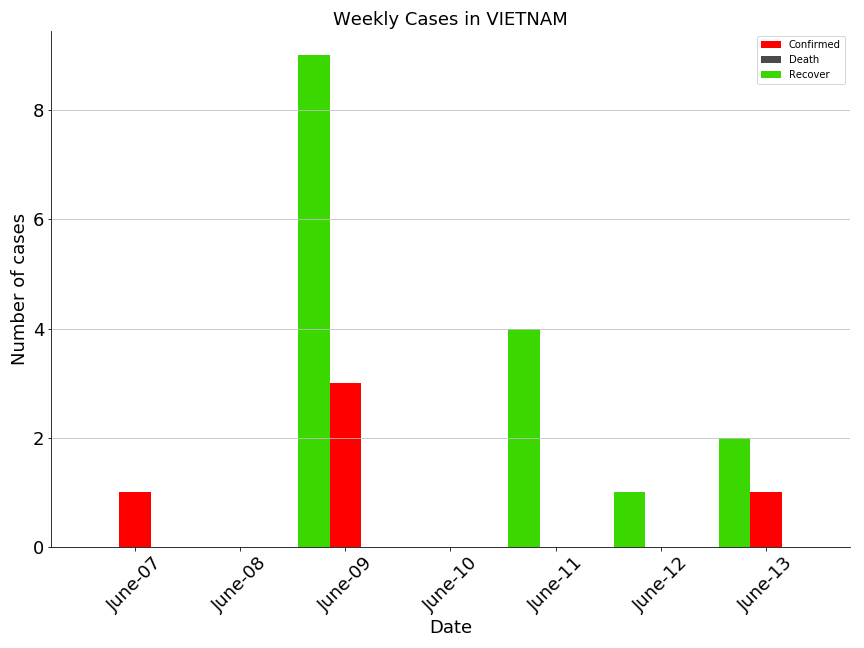 Weekly Cases in VIETNAM
Confirmed
Death
Recover
Number of cases
8
6
4
2
0
June-07
June-08
June-09
June-10
June-11
June-12
June-13
Date